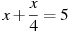 x + x/4 = 5